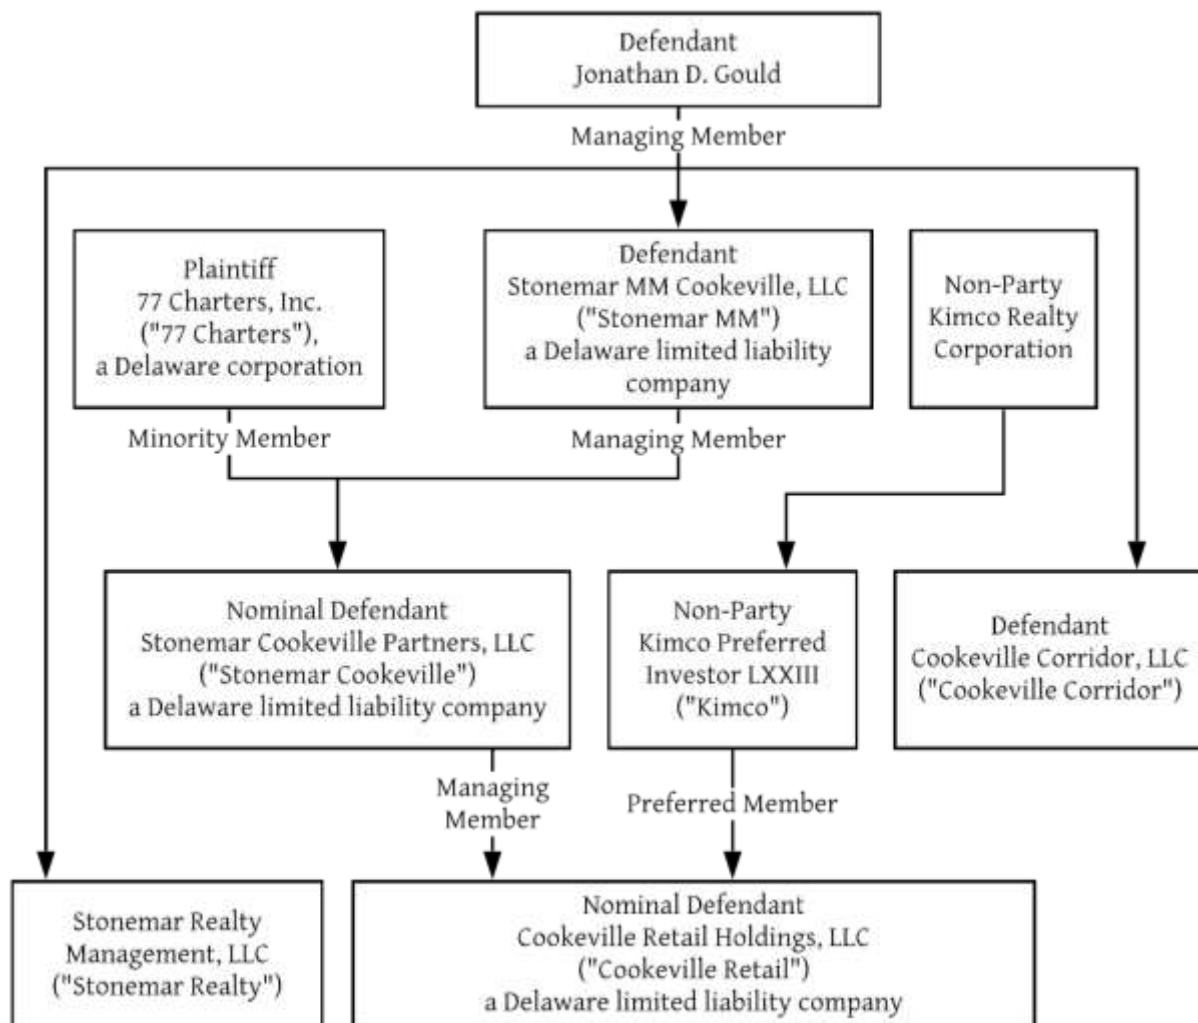 Defendant
Jonathan D. Gould
Managing Member
Plaintiff
77 Charters, Inc.
("77 Charters"),
a Delaware corporation
Defendant
Stonemar MM Cookeville, LLC
("Stonemar MM")
a Delaware limited liability
company
Non-Party
Kimco Realty
Corporation
Minority Member
Managing Member
Nominal Defendant
Stonemar Cookeville Partners, LLC
("Stonemar Cookeville")
a Delaware limited liability company
Non-Party
Kimco Preferred
Investor LXXIII
("Kimco")
Defendant
Cookeville Corridor, LLC
("Cookeville Corridor")
Managing
Member
Preferred Member
Stonemar Realty
Management, LLC
("Stonemar Realty")
Nominal Defendant
Cookeville Retail Holdings, LLC
("Cookeville Retail")
a Delaware limited liability company